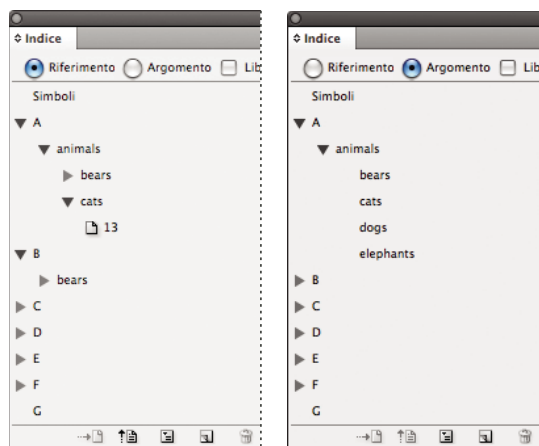 Indice
Riferimento Argomento Lib
Simboli
A
animals
bears
cats
13
B
bears
C
D
E
F
G
Indice
Riferimento Argomento Lib
Simboli
A
animals
bears
cats
dogs
elephants
B
C
D
E
F
G